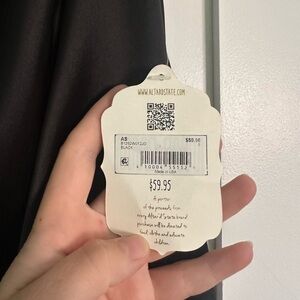 WWW.ALTARDSTATE.COM
AS $59.95
BLACK
Made in USA
$59.95
A portion
of the proceeds from
every Altar'd State brand
purchase will be donated to
feed, clothe and educate
children.